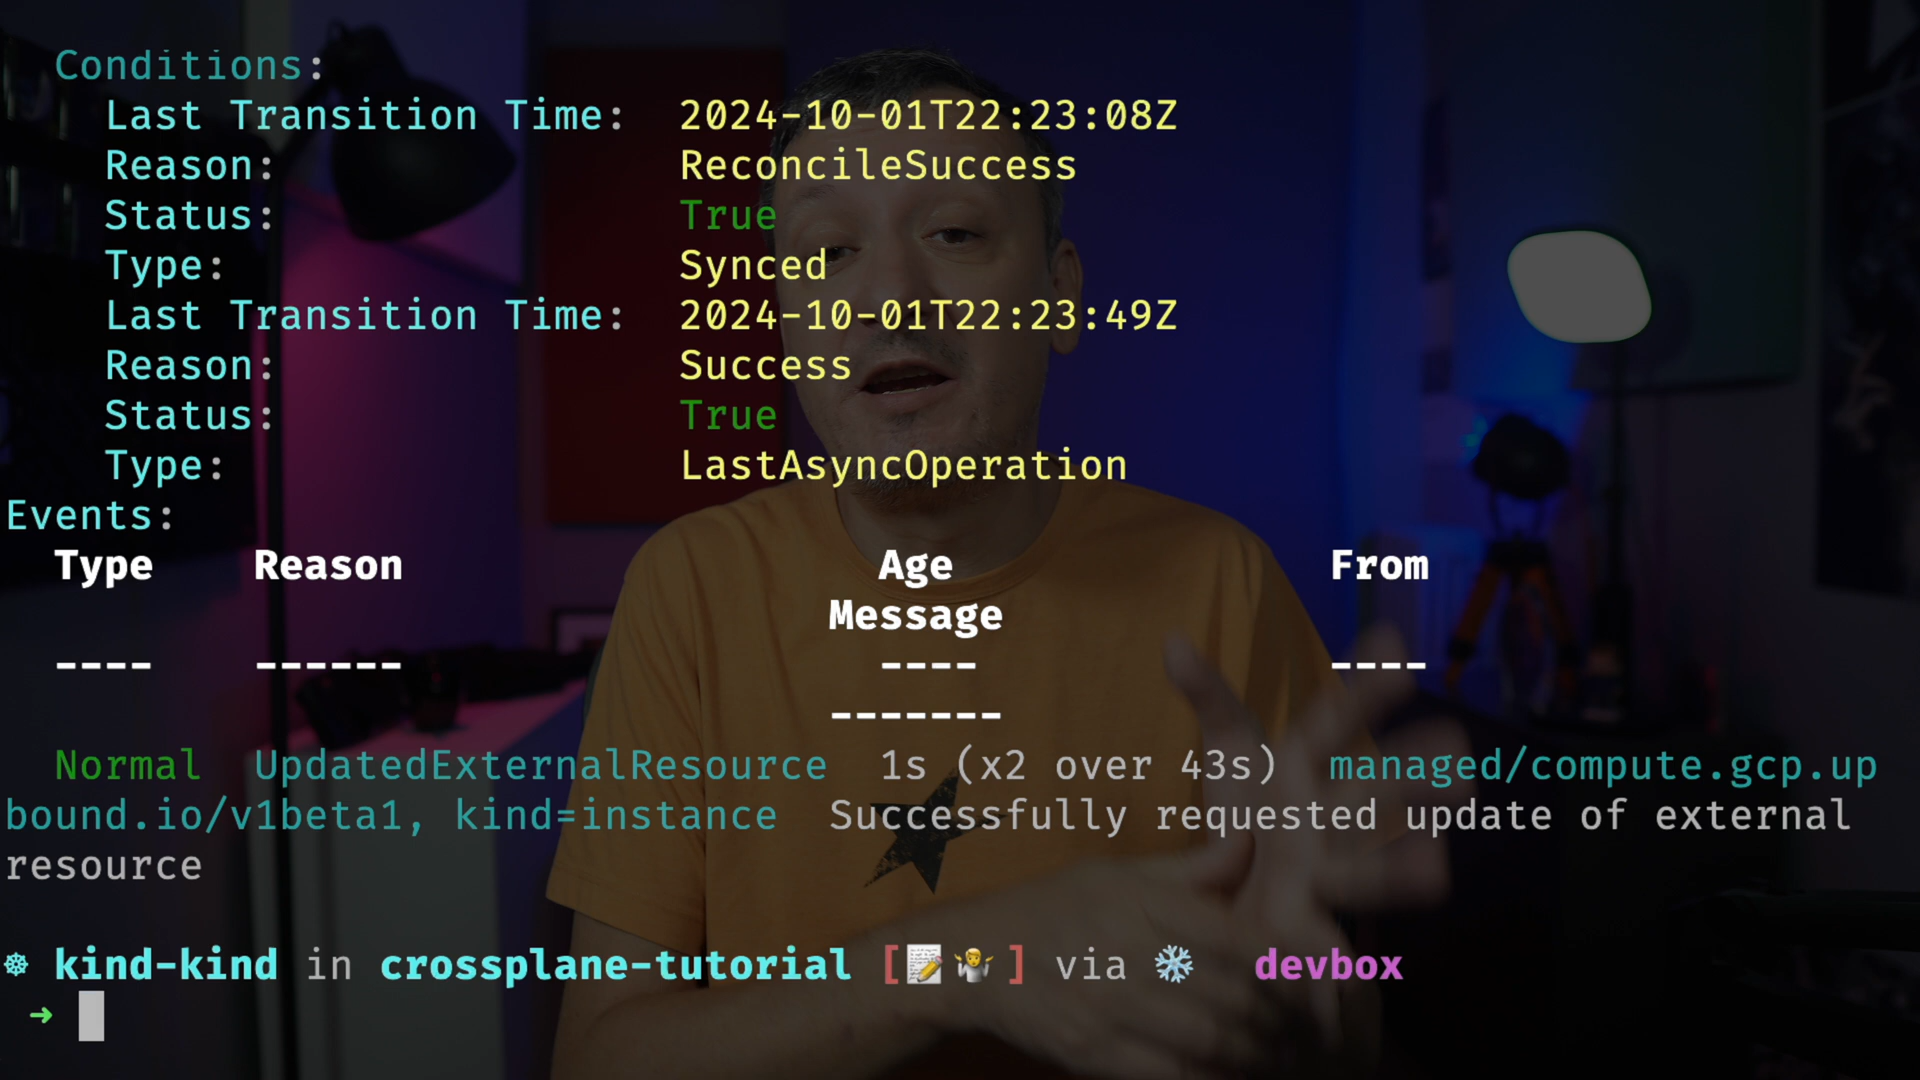 Conditions:
Last Transition Time: 2024-10-01T22:23:08Z
Reason: ReconcileSuccess
Status: True
Type: Synced
Last Transition Time: 2024-10-01T22:23:49Z
Reason: Success
Status: True
Type: LastAsyncOperation
Events:
Type Reason Age From
Message
---- ------ ---- ----
-------
Normal UpdatedExternalResource 1s (x2 over 43s) managed/compute.gcp.up
bound.io/v1beta1, kind=instance Successfully requested update of external
resource
☸ kind-kind in crossplane-tutorial [📝🤷‍♂️] via ❄️ devbox
➜